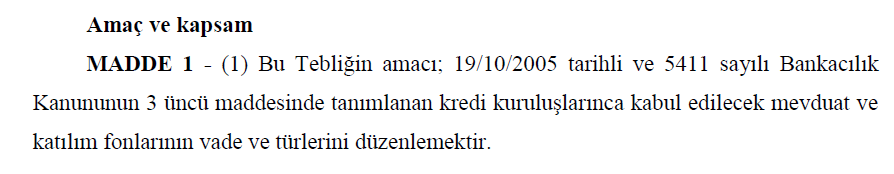 Amaç ve kapsam
MADDE 1 - (1) Bu Tebliğin amacı; 19/10/2005 tarihli ve 5411 sayılı Bankacılık
Kanununun 3 üncü maddesinde tanımlanan kredi kuruluşlarınca kabul edilecek mevduat ve
katılım fonlarının vade ve türlerini düzenlemektir.